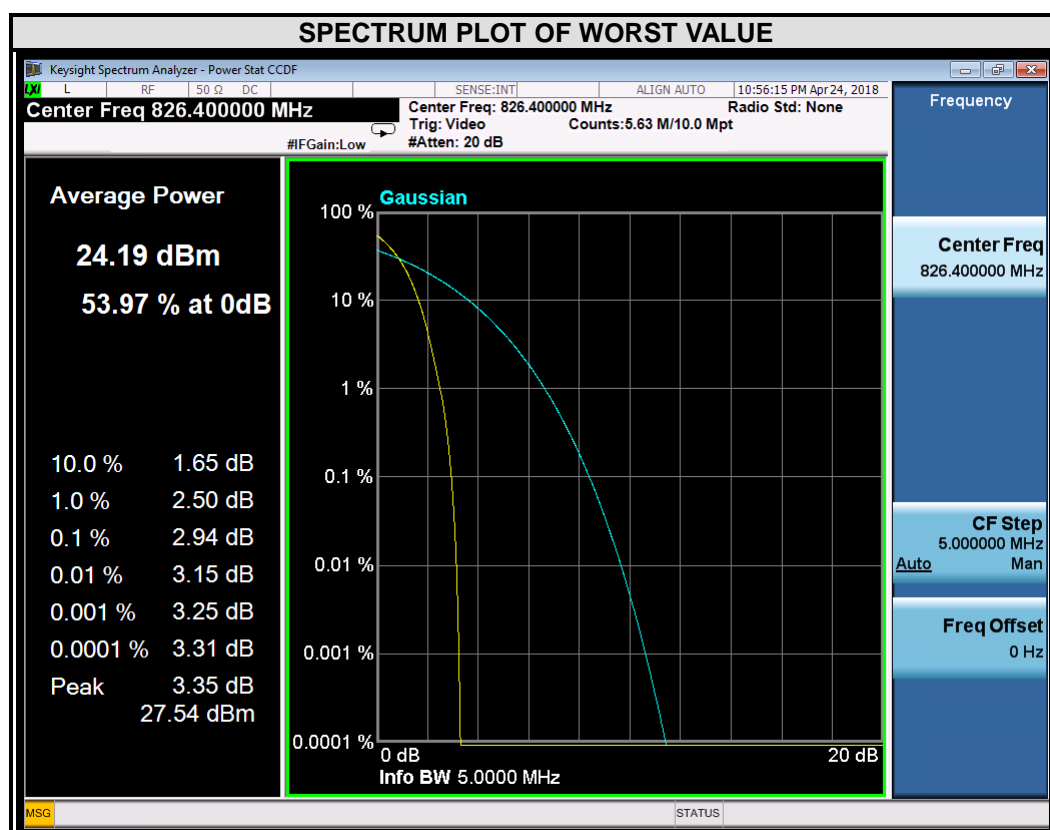 SPECTRUM PLOT OF WORST VALUE
Keysight Spectrum Analyzer - Power Stat CCDF
LXI L RF 50 Ω DC SENSE:INT ALIGN AUTO 10:56:15 PM Apr 24, 2018
Center Freq 826.400000 MHz
Center Freq: 826.400000 MHz Radio Std: None
Trig: Video Counts:5.63 M/10.0 Mpt
#IFGain:Low #Atten: 20 dB
Frequency
Average Power
24.19 dBm
53.97 % at 0dB
10.0 % 1.65 dB
1.0 % 2.50 dB
0.1 % 2.94 dB
0.01 % 3.15 dB
0.001 % 3.25 dB
0.0001 % 3.31 dB
Peak 3.35 dB
27.54 dBm
Gaussian
100 %
10 %
1 %
0.1 %
0.01 %
0.001 %
0.0001 %
0 dB 20 dB
Info BW 5.0000 MHz
Center Freq
826.400000 MHz
CF Step
5.000000 MHz
Auto Man
Freq Offset
0 Hz
MSG STATUS